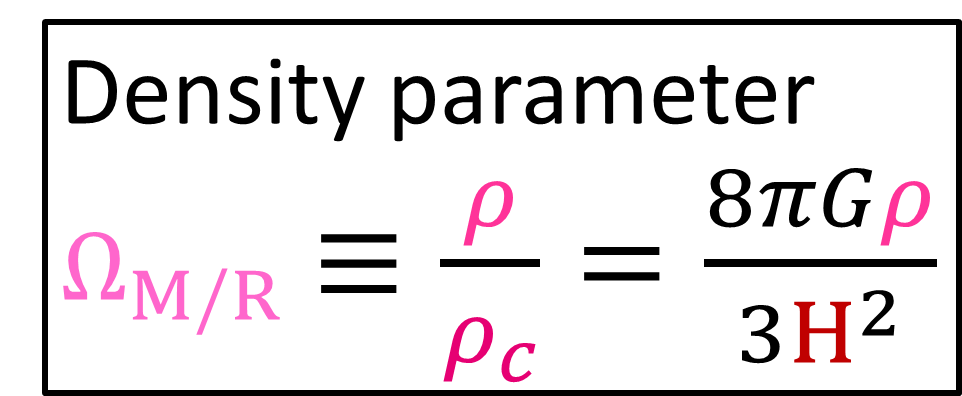 Density parameter
Ω_M/R ≡ ρ/ρ_c = 8πGρ/3H²